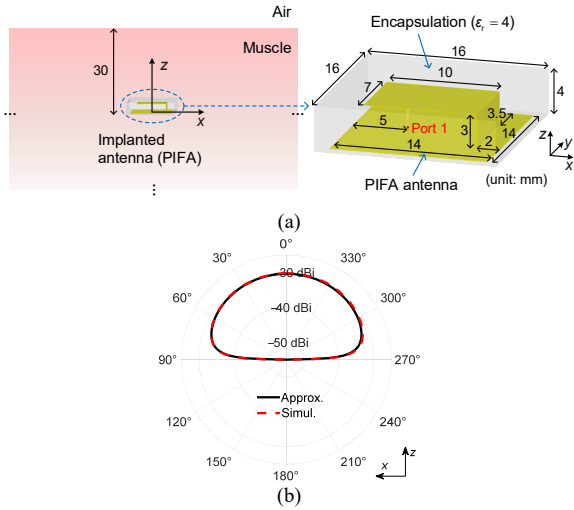 Air
Encapsulation (εr = 4)
Muscle
30
z
x
...
...
Implanted
antenna (PIFA)
⋮
16
16
10
7
4
3.5
5
Port 1
3
14
2
14
z
y
x
PIFA antenna
(unit: mm)
(a)
0°
30°
330°
–30 dBi
60°
300°
–40 dBi
–50 dBi
90°
270°
Approx.
Simul.
120°
240°
150°
210°
180°
z
x
(b)